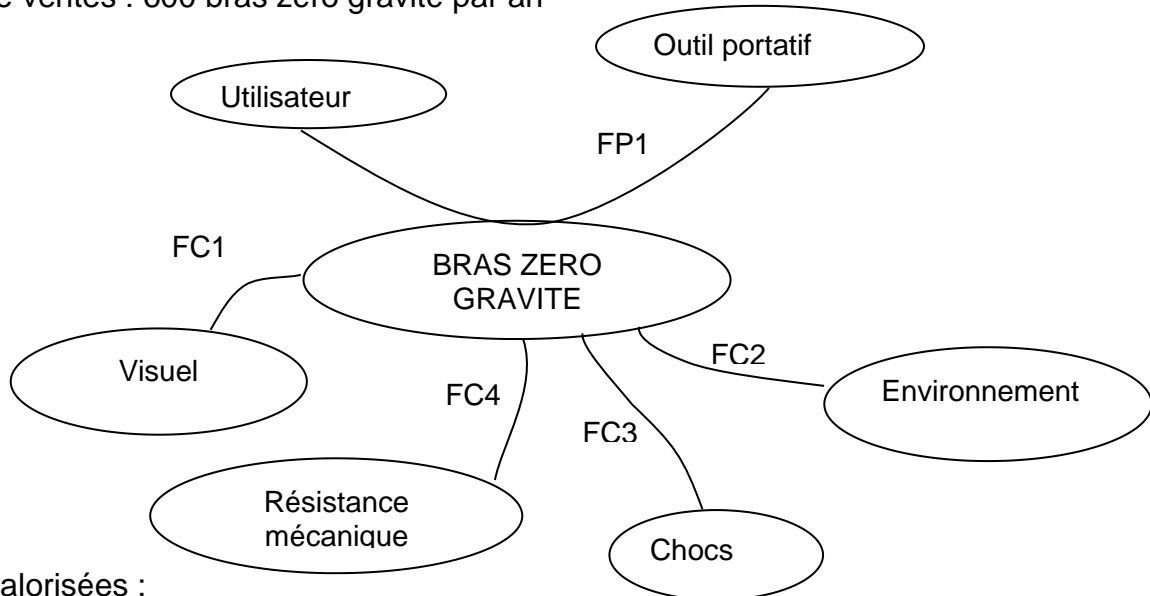 e ventes : 600 bras zéro gravité par an
Outil portatif
Utilisateur
FP1
FC1
BRAS ZERO
GRAVITE
FC2
Visuel
Environnement
FC4
FC3
Résistance
mécanique
Chocs
alorisées :